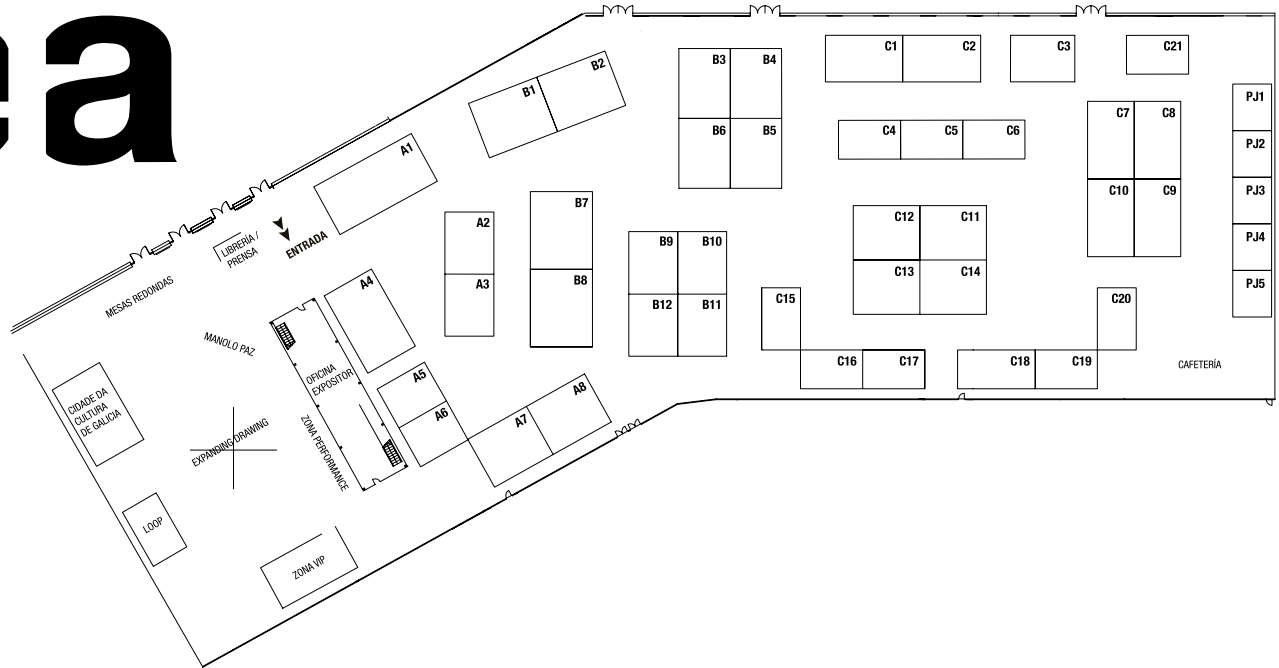 ea
C1
C2
C3
C21
B3
B4
B2
B1
PJ1
C7
C8
B6
B5
C4
C5
C6
PJ2
A1
C10
C9
PJ3
B7
A2
C12
C11
LIBRERÍA /
PRENSA
ENTRADA
B9
B10
PJ4
C13
C14
MESAS REDONDAS
A4
A3
B8
PJ5
B12
B11
C15
C20
MANOLO PAZ
C16
C17
C18
C19
CAFETERÍA
OFICINA
EXPOSITOR
A5
A6
A7
A8
CIDADE DA
CULTURA
DE GALICIA
EXPANDING DRAWING
ZONA PERFORMANCE
LOOP
ZONA VIP